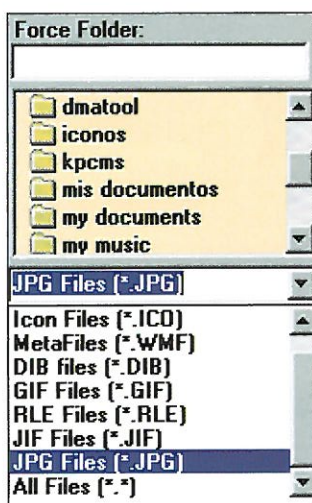 Force Folder:
dmatool
iconos
kpcms
mis documentos
my documents
my music
JPG Files (*.JPG)
Icon Files (*.ICO)
MetaFiles (*.WMF)
DIB files (*.DIB)
GIF Files (*.GIF)
RLE Files (*.RLE)
JIF Files (*.JIF)
JPG Files (*.JPG)
All Files (*.*)